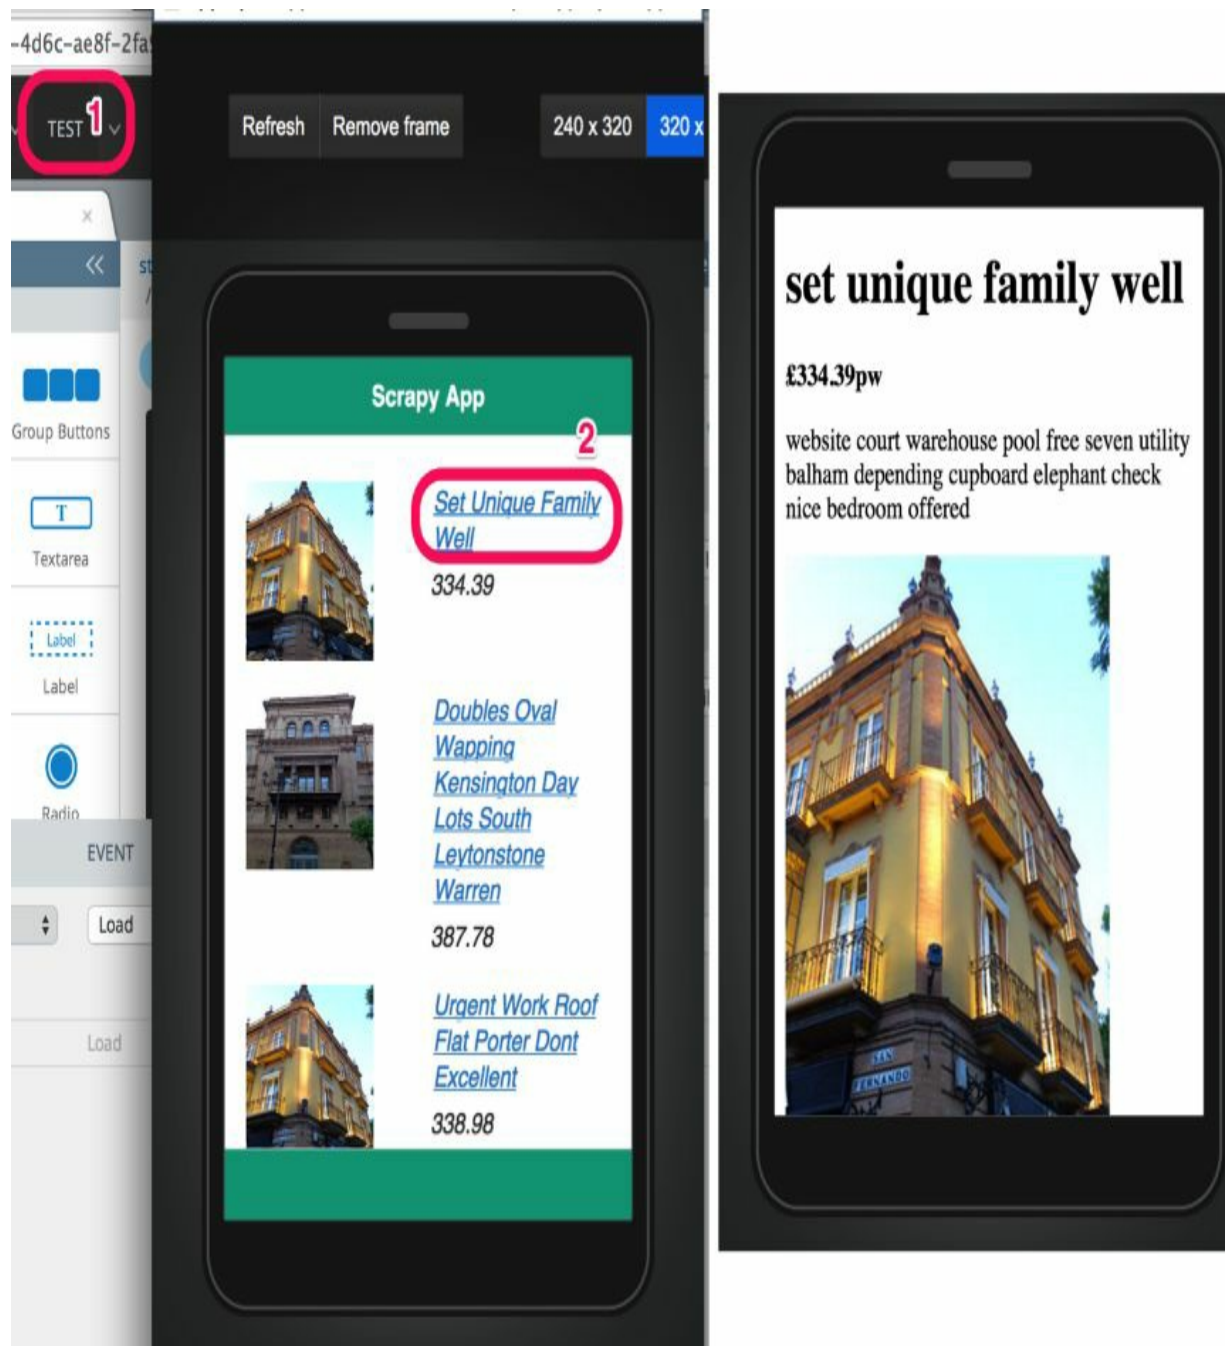 -4d6c-ae8f-2fa
TEST
1
Refresh
Remove frame
240 x 320
320 x
Group Buttons
T
Textarea
Label
Label
Radio
EVENT
Load
Load
Scrapy App
2
Set Unique Family
Well
334.39
Doubles Oval
Wapping
Kensington Day
Lots South
Leytonstone
Warren
387.78
Urgent Work Roof
Flat Porter Dont
Excellent
338.98
set unique family well
£334.39pw
website court warehouse pool free seven utility
balham depending cupboard elephant check
nice bedroom offered
SAN
FERNANDO